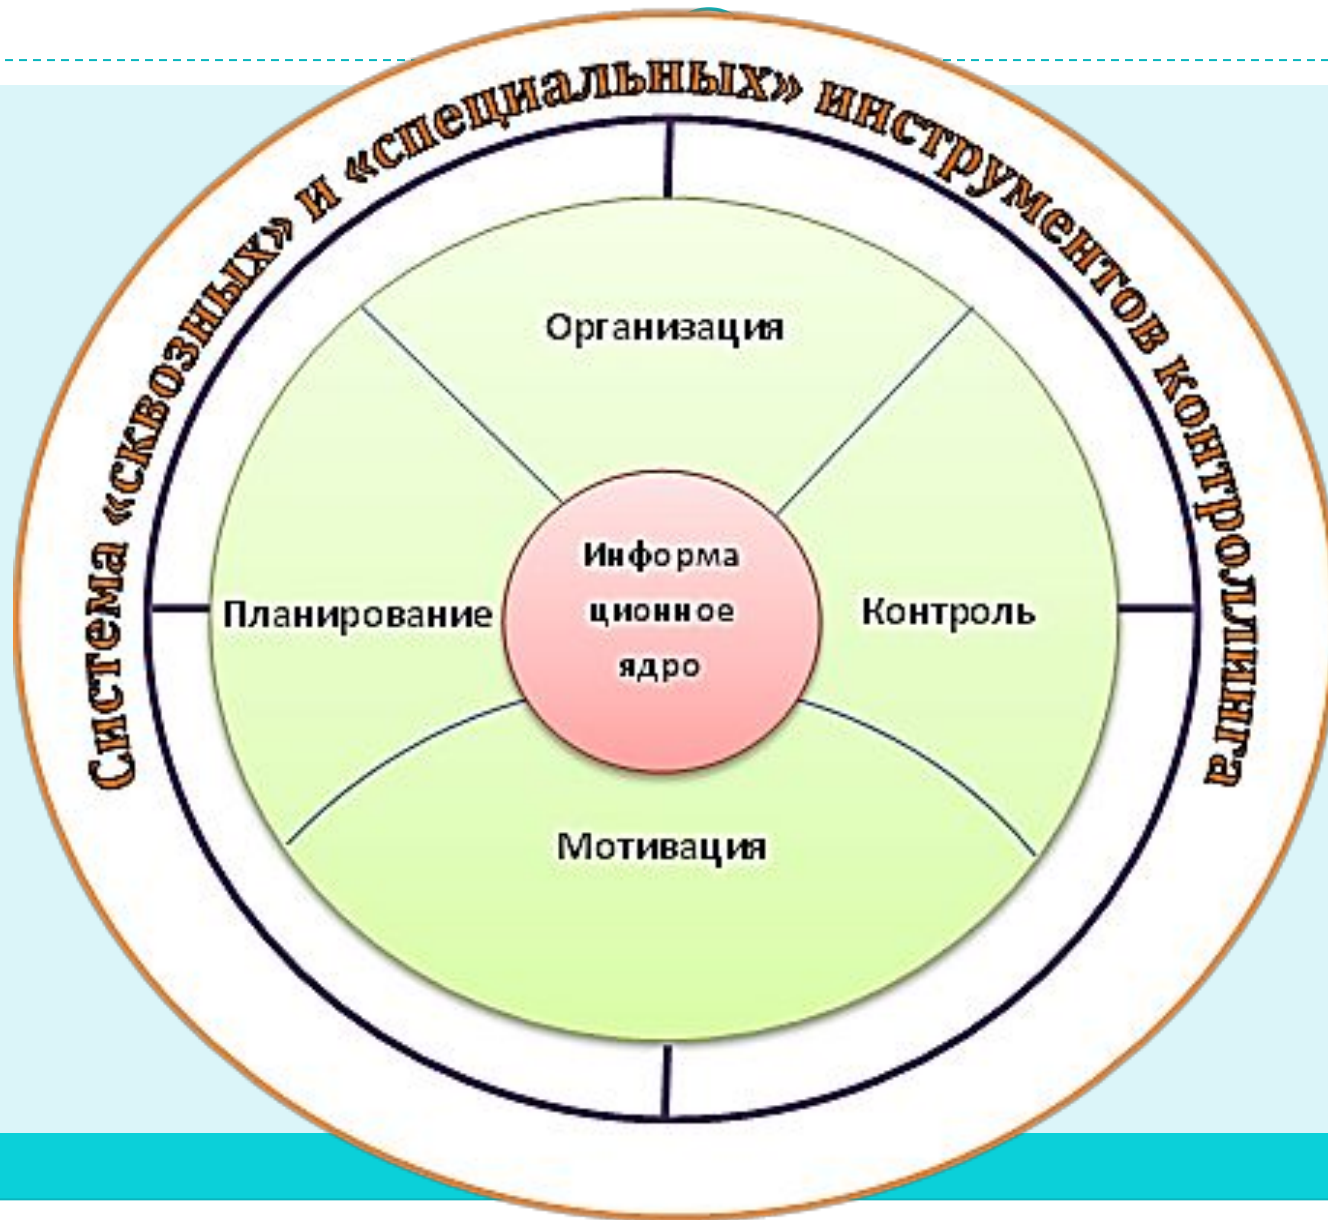 Система «сквозных» и «специальных» инструментов контроллинга
Организация
Планирование
Информа
ционное
ядро
Контроль
Мотивация